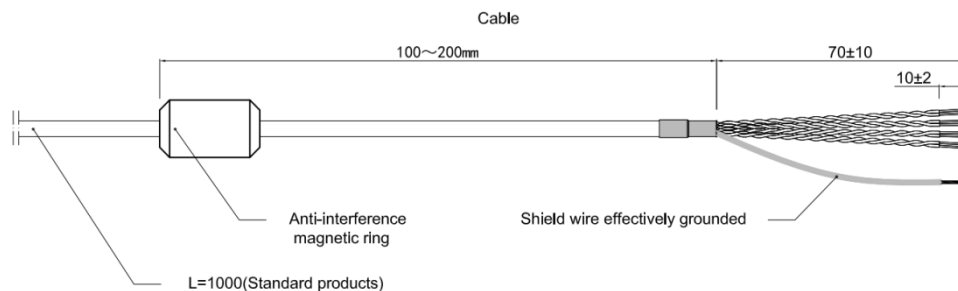 Cable
100～200mm
70±10
10±2
Anti-interference
magnetic ring
Shield wire effectively grounded
L=1000(Standard products)